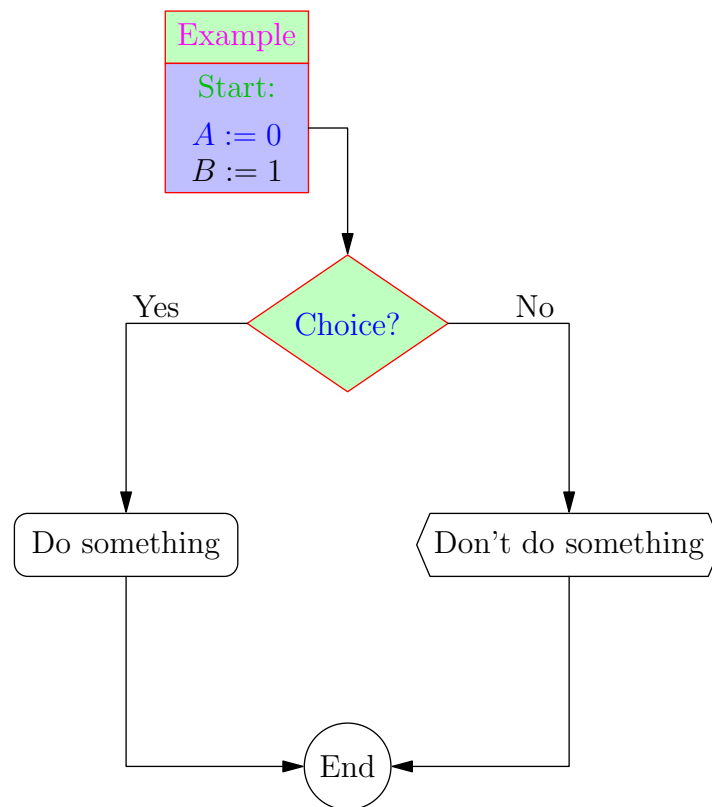 Example
Start:
A := 0
B := 1
Yes
No
Choice?
Do something
Don't do something
End